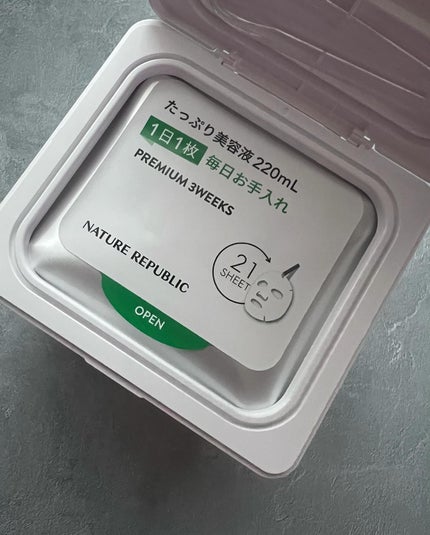 たっぷり美容液220mL
1日1枚 毎日お手入れ
PREMIUM 3WEEKS
NATURE REPUBLIC
21
SHEET
OPEN